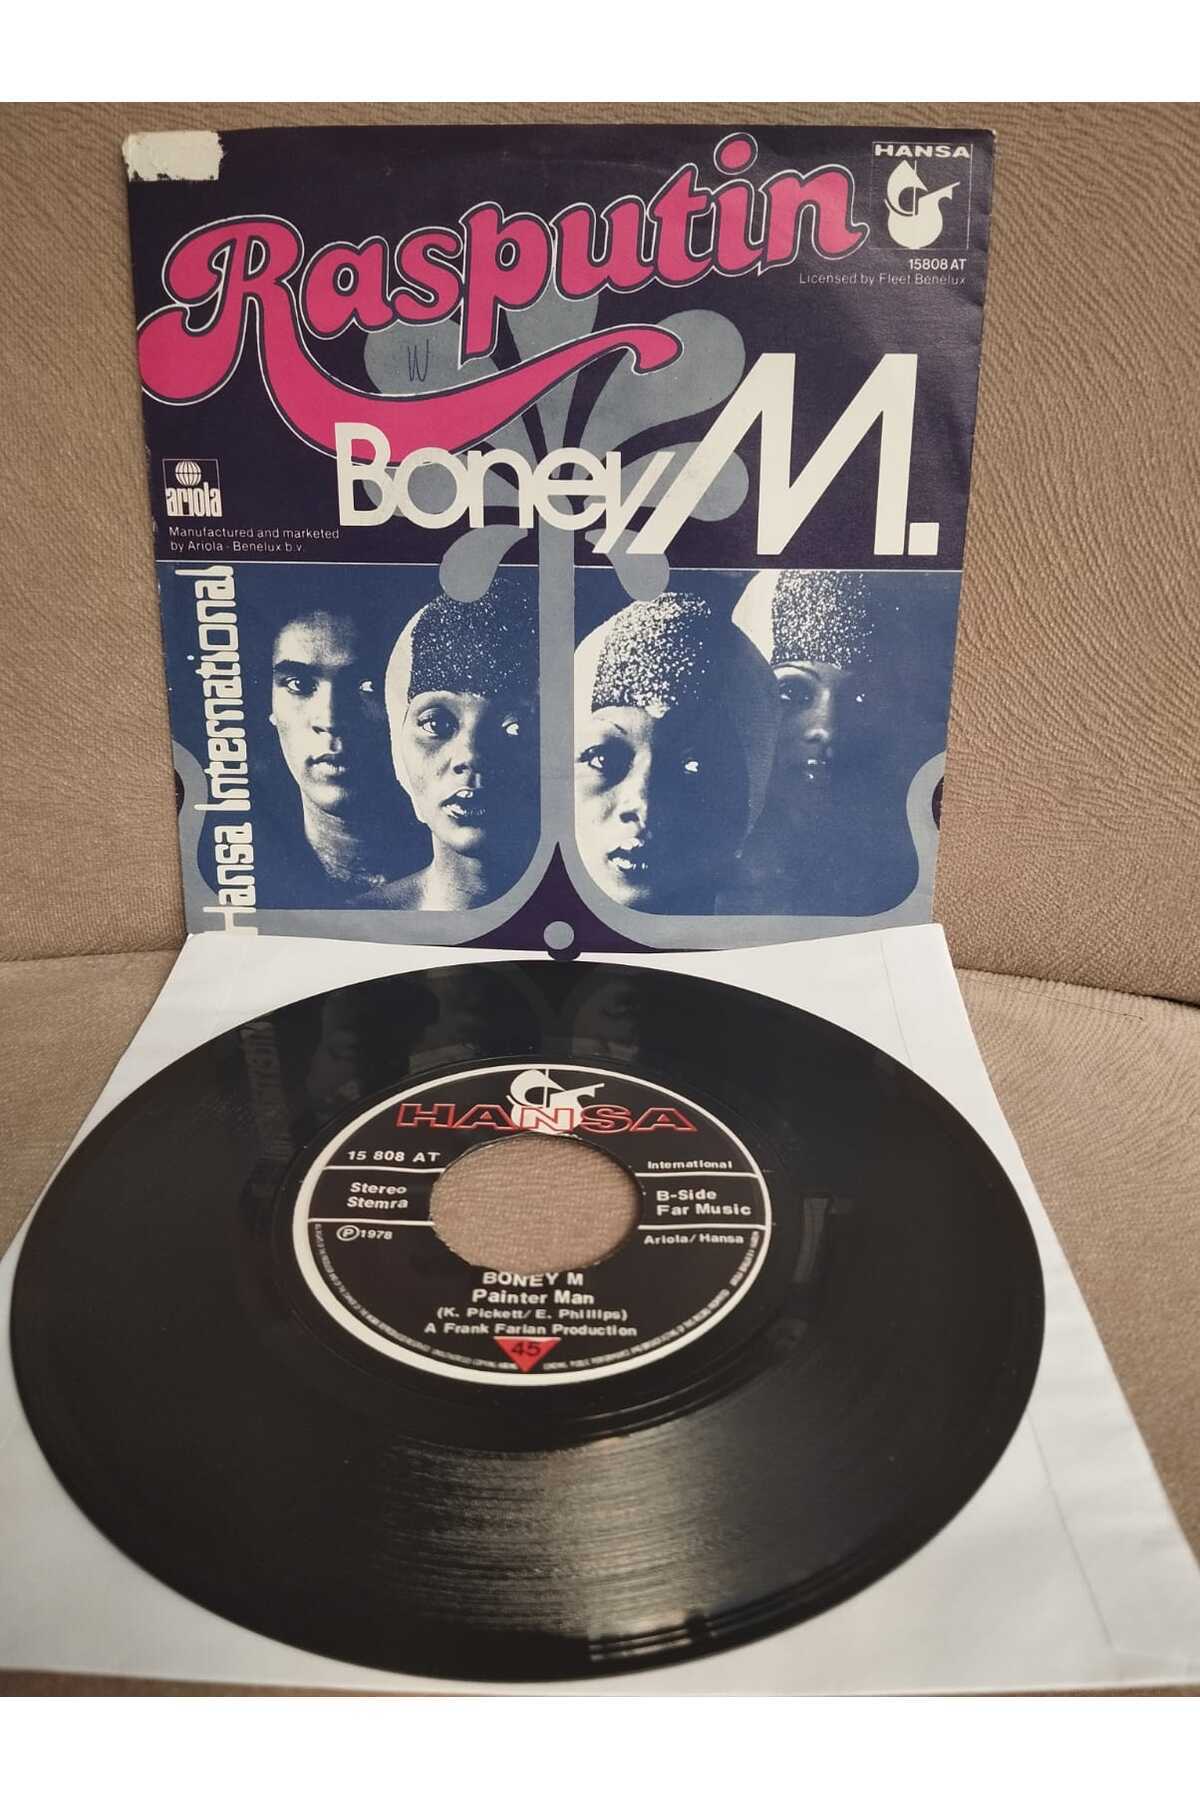 Rasputin
HANSA
15808 AT
Licensed by Fleet Benelux
W
Boney M.
ariola
Manufactured and marketed
by Ariola - Benelux b.v.
Hansa International
HANSA
15 808 AT
International
Stereo
Stemra
B-Side
Far Music
℗ 1978
Ariola/Hansa
BONEY M
Painter Man
(K. Pickett/E. Phillips)
A Frank Farian Production
45